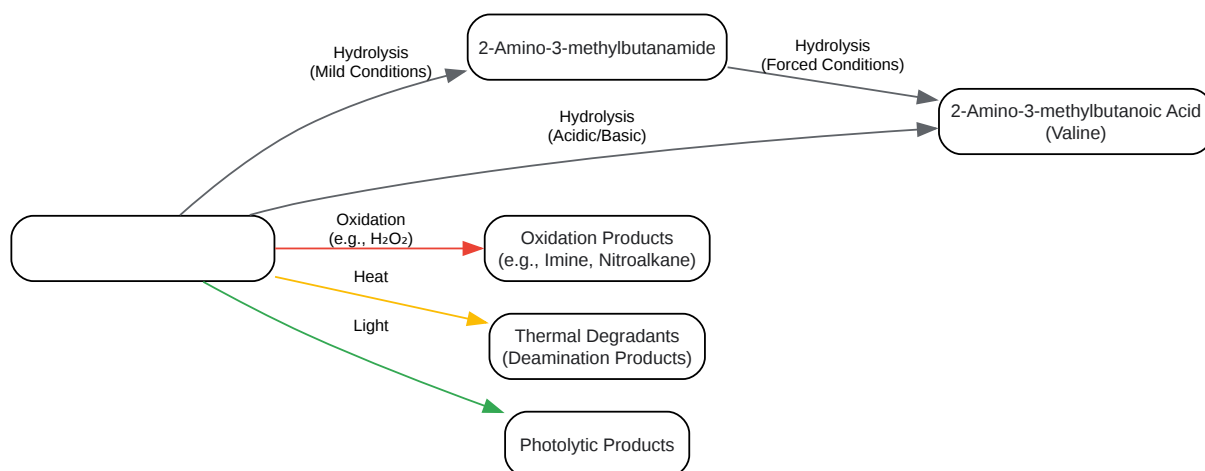 2-Amino-3-methylbutanamide
Hydrolysis
(Mild Conditions)
Hydrolysis
(Forced Conditions)
2-Amino-3-methylbutanoic Acid
(Valine)
Hydrolysis
(Acidic/Basic)
Oxidation
(e.g., H₂O₂)
Oxidation Products
(e.g., Imine, Nitroalkane)
Heat
Thermal Degradants
(Deamination Products)
Light
Photolytic Products